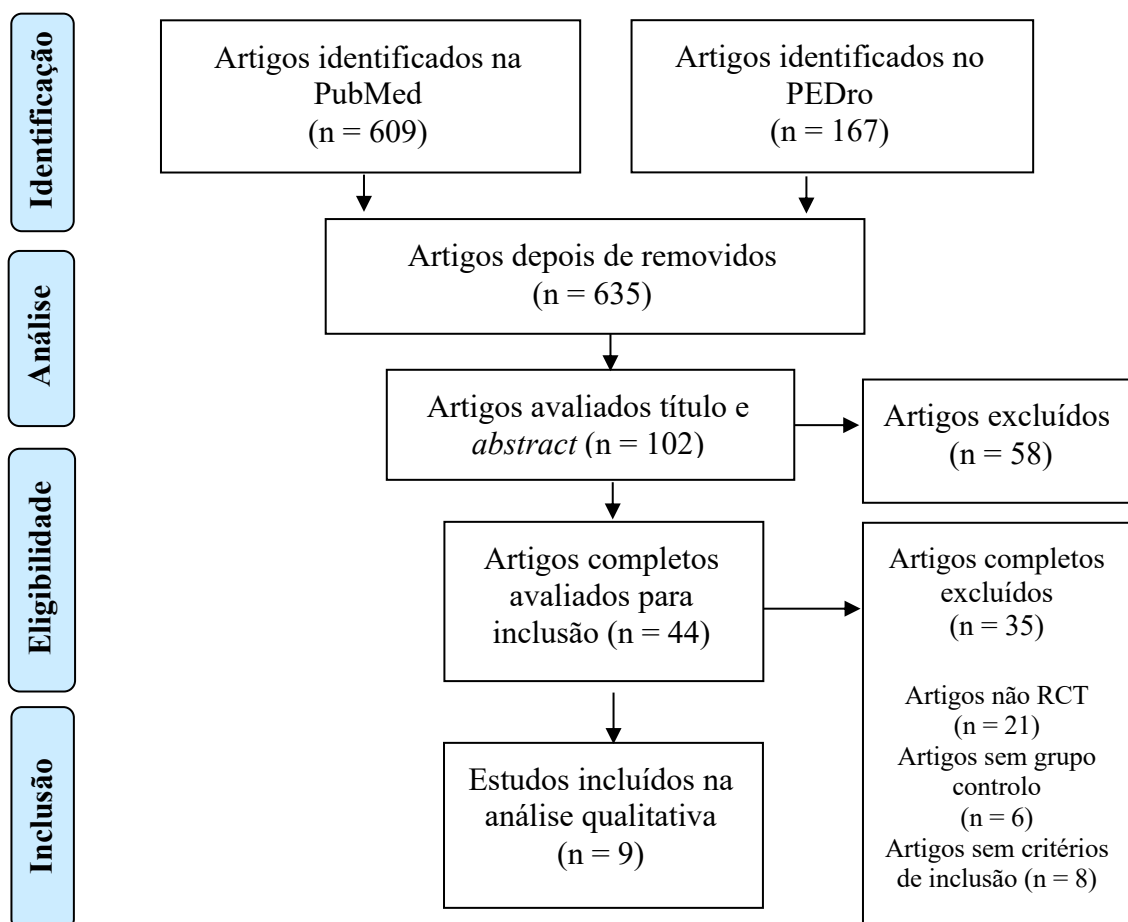 Identificação
Artigos identificados na
PubMed
(n = 609)
Artigos identificados no
PEDro
(n = 167)
Análise
Artigos depois de removidos
(n = 635)
Artigos avaliados título e
abstract (n = 102)
Artigos excluídos
(n = 58)
Eligibilidade
Artigos completos
avaliados para
inclusão (n = 44)
Artigos completos
excluídos
(n = 35)
Artigos não RCT
(n = 21)
Artigos sem grupo
controlo
(n = 6)
Artigos sem critérios
de inclusão (n = 8)
Inclusão
Estudos incluídos na
análise qualitativa
(n = 9)